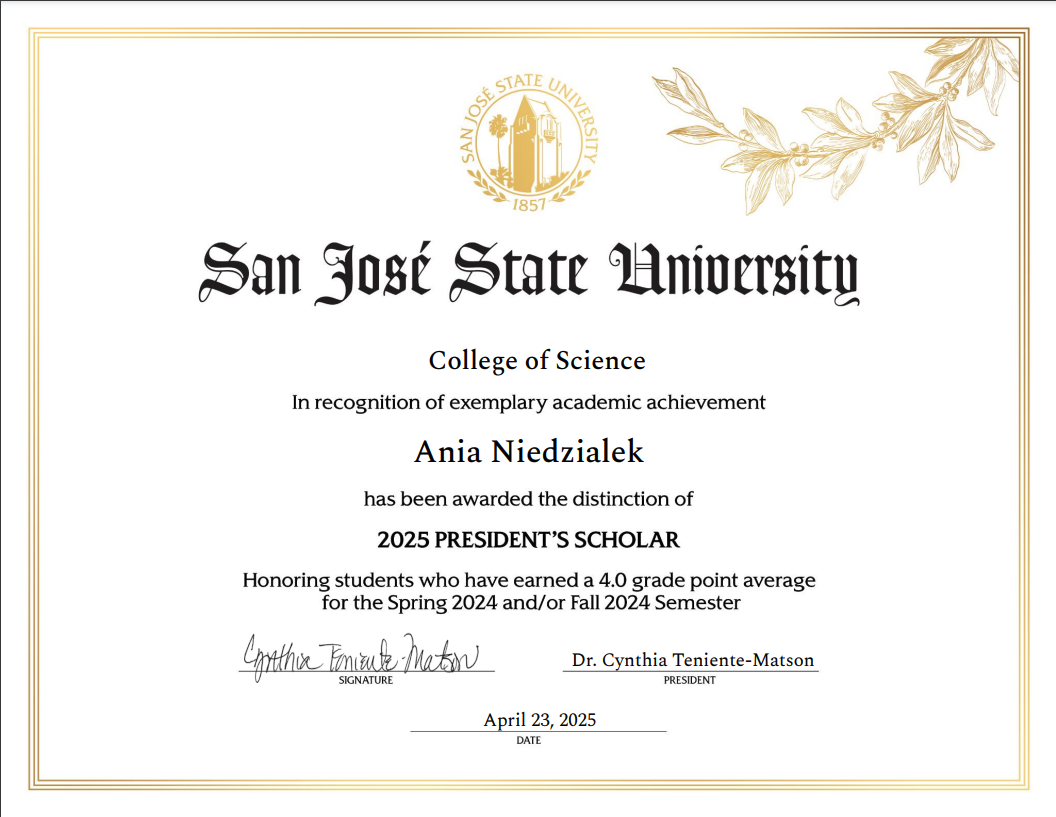 SAN JOSÉ STATE UNIVERSITY
1857
San José State University
College of Science
In recognition of exemplary academic achievement
Ania Niedzialek
has been awarded the distinction of
2025 PRESIDENT'S SCHOLAR
Honoring students who have earned a 4.0 grade point average
for the Spring 2024 and/or Fall 2024 Semester
Cynthia Teniente-Matson Dr. Cynthia Teniente-Matson
SIGNATURE PRESIDENT
April 23, 2025
DATE